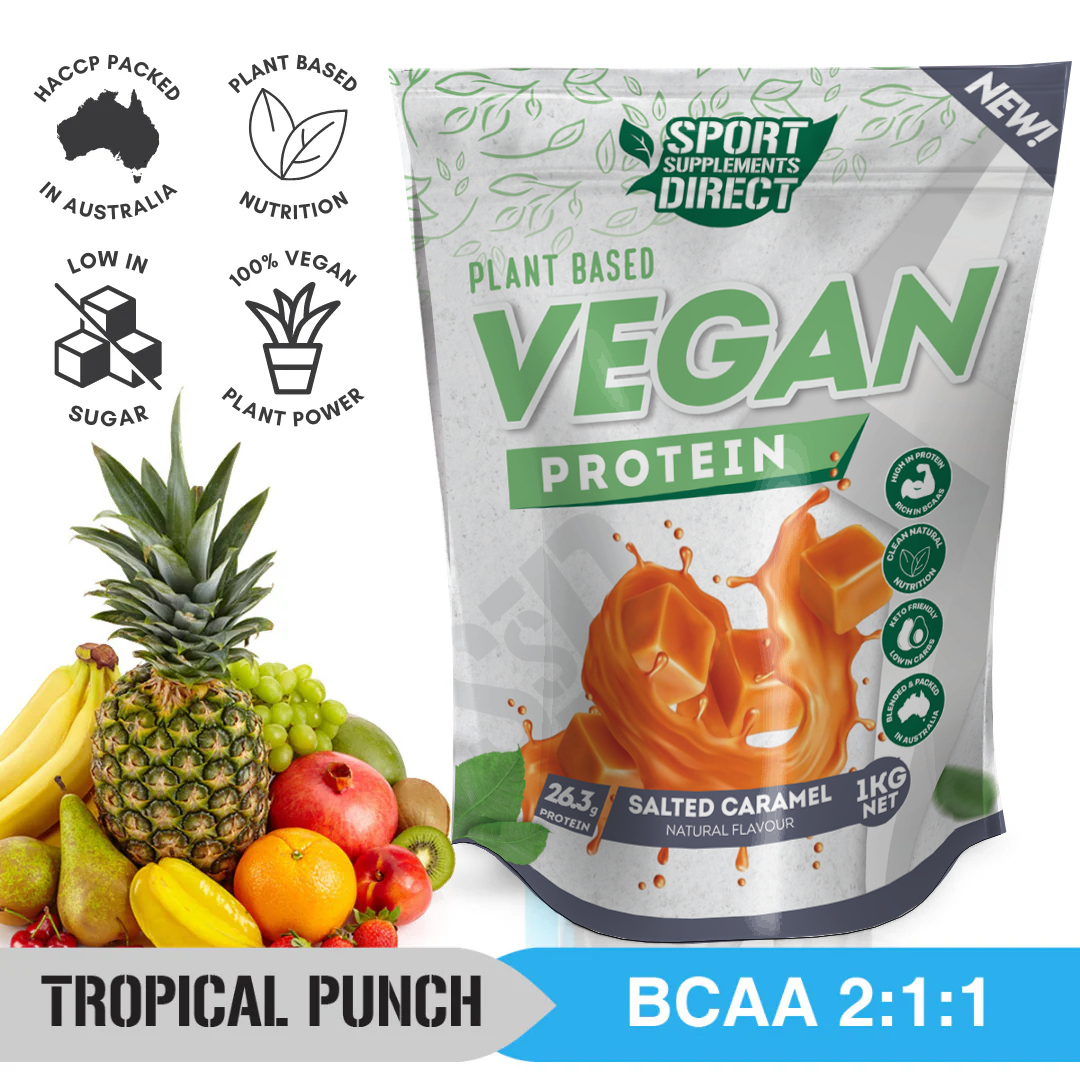 HACCP PACKED
IN AUSTRALIA
PLANT BASED
NUTRITION
LOW IN
SUGAR
100% VEGAN
PLANT POWER
NEW!
SPORT
SUPPLEMENTS
DIRECT
PLANT BASED
VEGAN
PROTEIN
HIGH IN PROTEIN
RICH IN BCAAS
CLEAN NATURAL
NUTRITION
KETO FRIENDLY
LOW IN CARBS
BLENDED & PACKED
IN AUSTRALIA
SSD
26.3g
PROTEIN
SALTED CARAMEL
NATURAL FLAVOUR
1KG
NET
TROPICAL PUNCH
BCAA 2:1:1